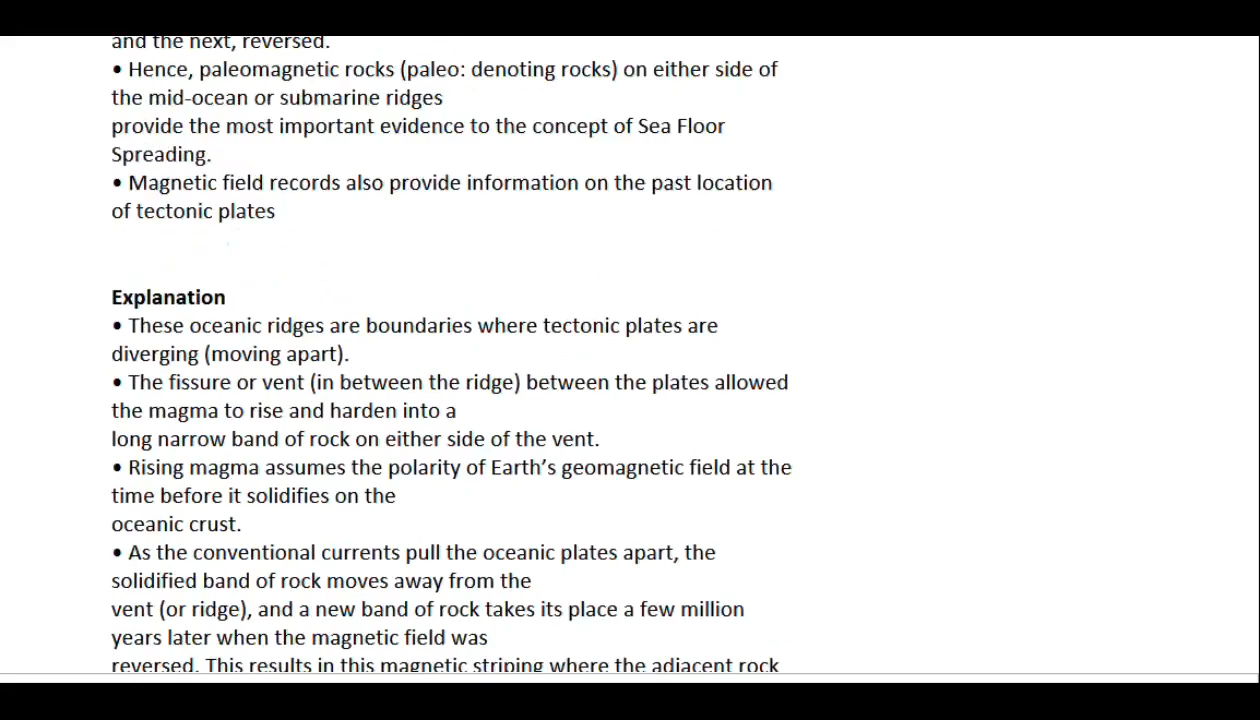 and the next, reversed.
• Hence, paleomagnetic rocks (paleo: denoting rocks) on either side of
the mid-ocean or submarine ridges
provide the most important evidence to the concept of Sea Floor
Spreading.
• Magnetic field records also provide information on the past location
of tectonic plates
Explanation
• These oceanic ridges are boundaries where tectonic plates are
diverging (moving apart).
• The fissure or vent (in between the ridge) between the plates allowed
the magma to rise and harden into a
long narrow band of rock on either side of the vent.
• Rising magma assumes the polarity of Earth’s geomagnetic field at the
time before it solidifies on the
oceanic crust.
• As the conventional currents pull the oceanic plates apart, the
solidified band of rock moves away from the
vent (or ridge), and a new band of rock takes its place a few million
years later when the magnetic field was
reversed. This results in this magnetic striping where the adjacent rock